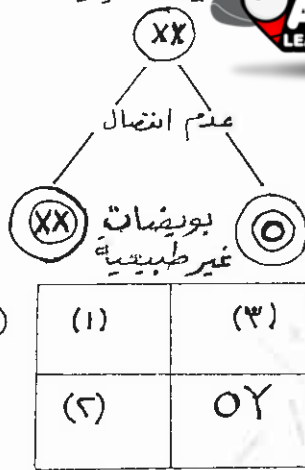 XX
عدم انفصال
XX
بويضات
O
غير طبيعية
(١) (٣)
(٢) OY